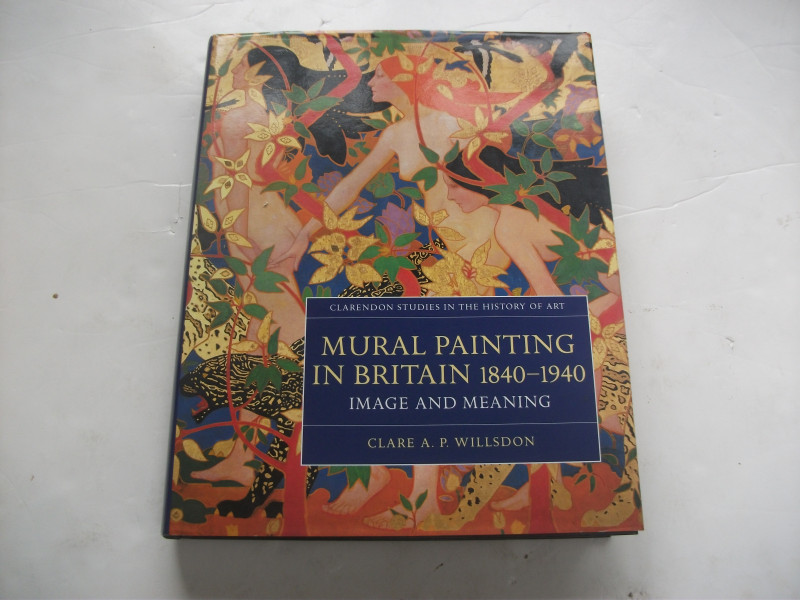 CLARENDON STUDIES IN THE HISTORY OF ART
MURAL PAINTING
IN BRITAIN 1840–1940
IMAGE AND MEANING
CLARE A. P. WILLSDON